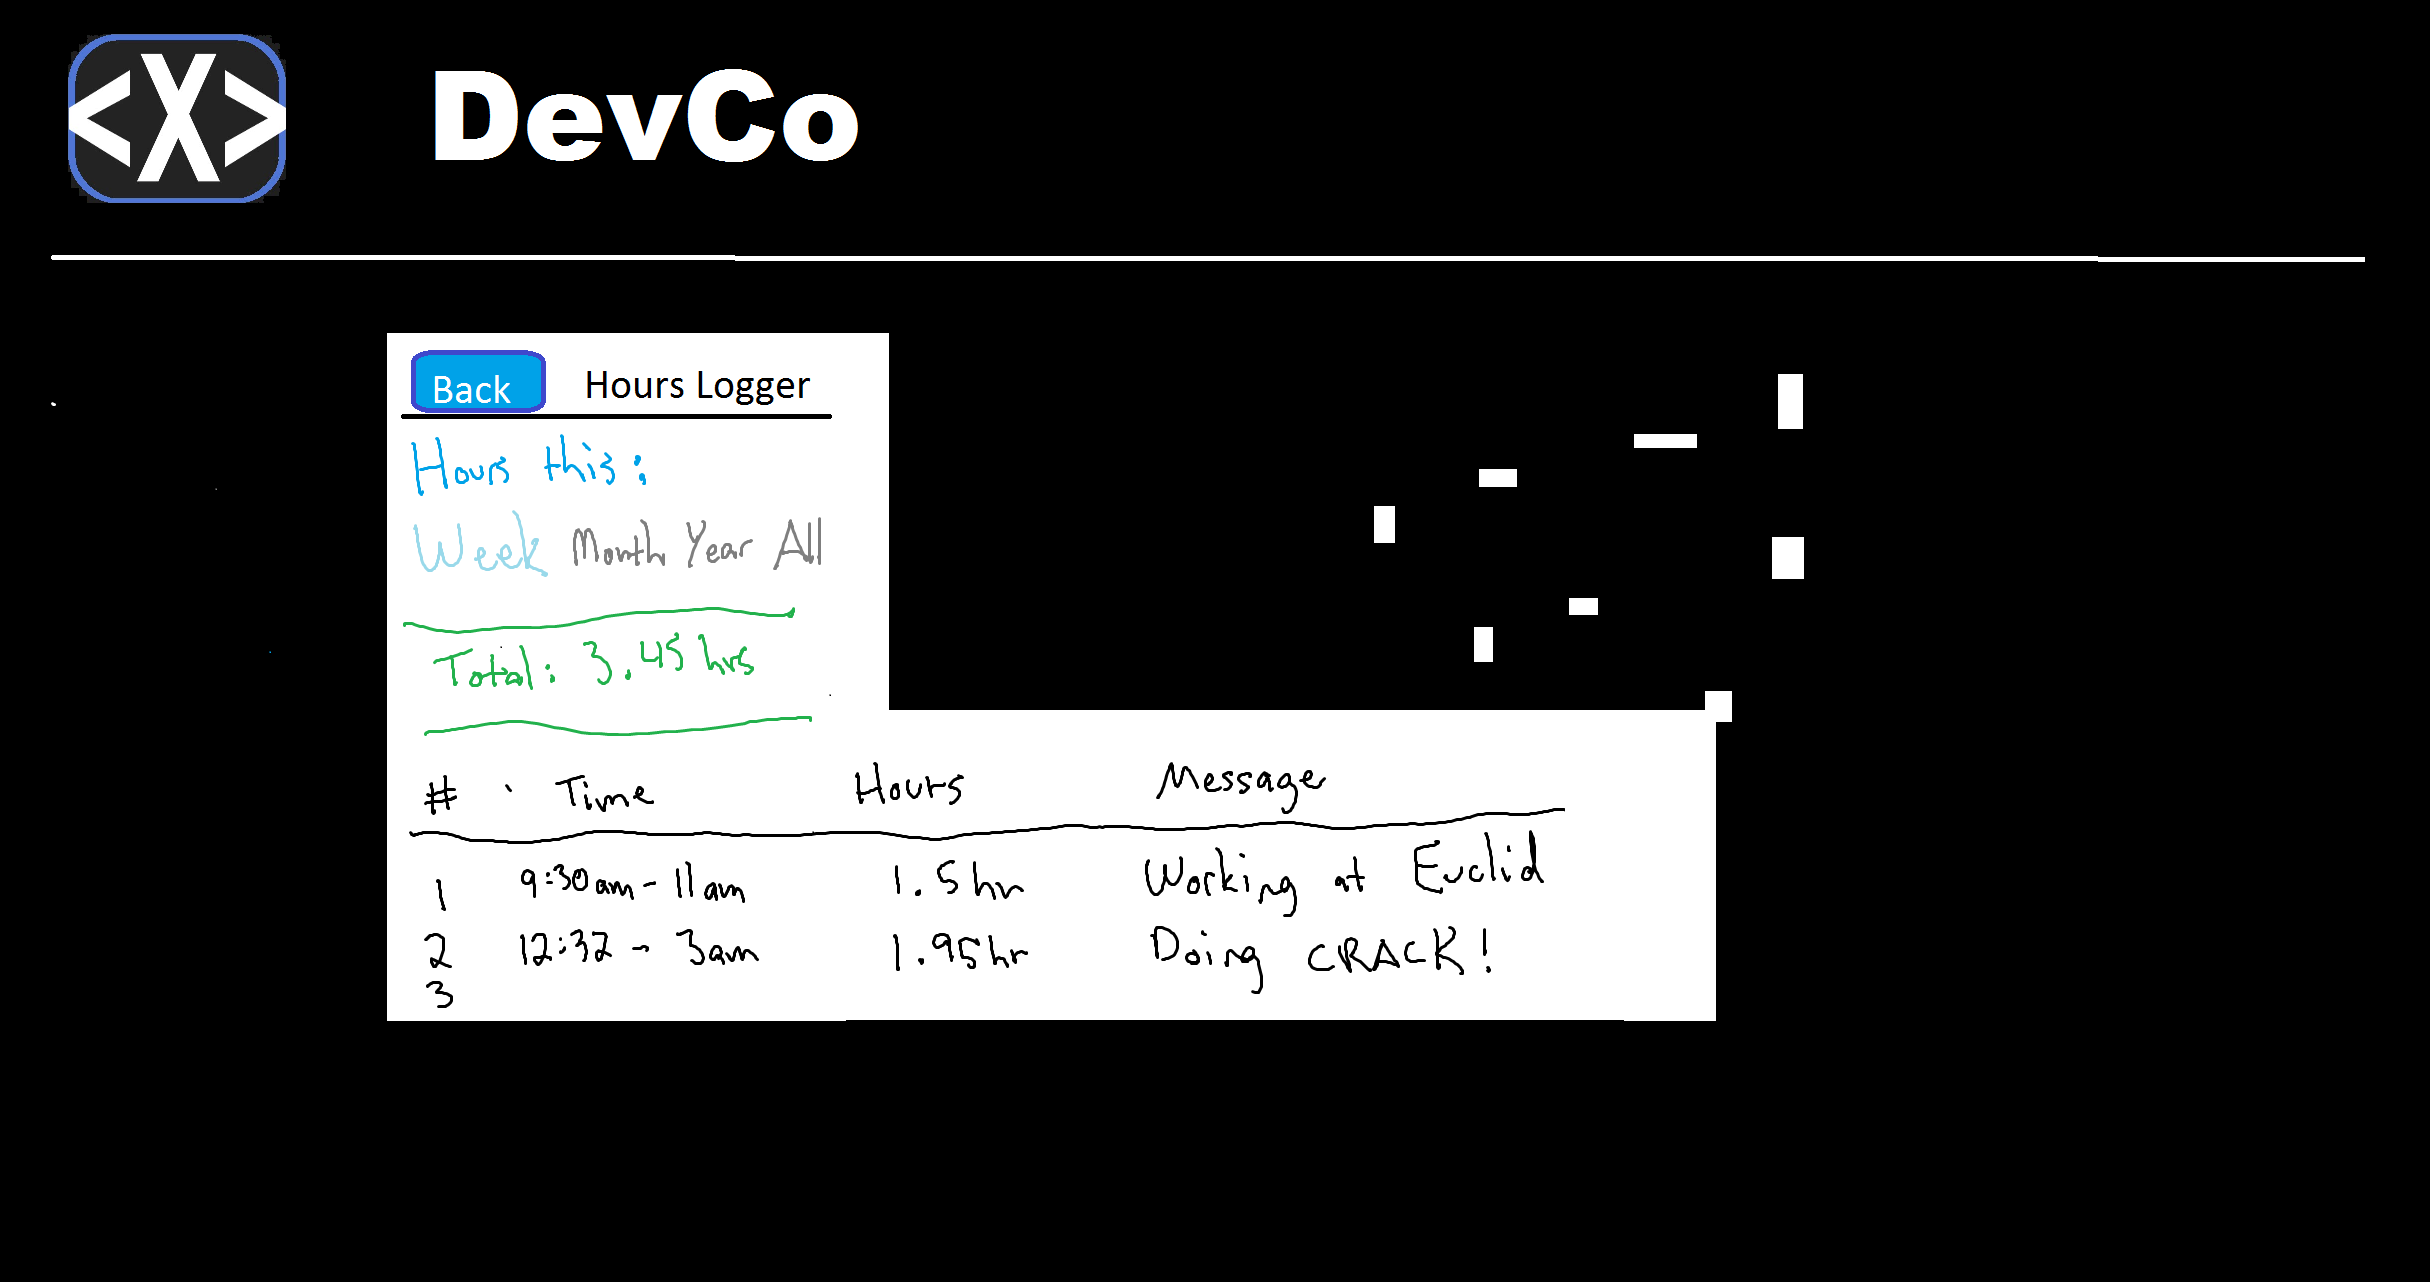 <X> DevCo
Back Hours Logger
Hours this:
Week Month Year All
Total: 3.45 hrs
# Time Hours Message
1 9:30am - 11am 1.5hr Working at Euclid
2 12:32 - 3am 1.95hr Doing CRACK!
3